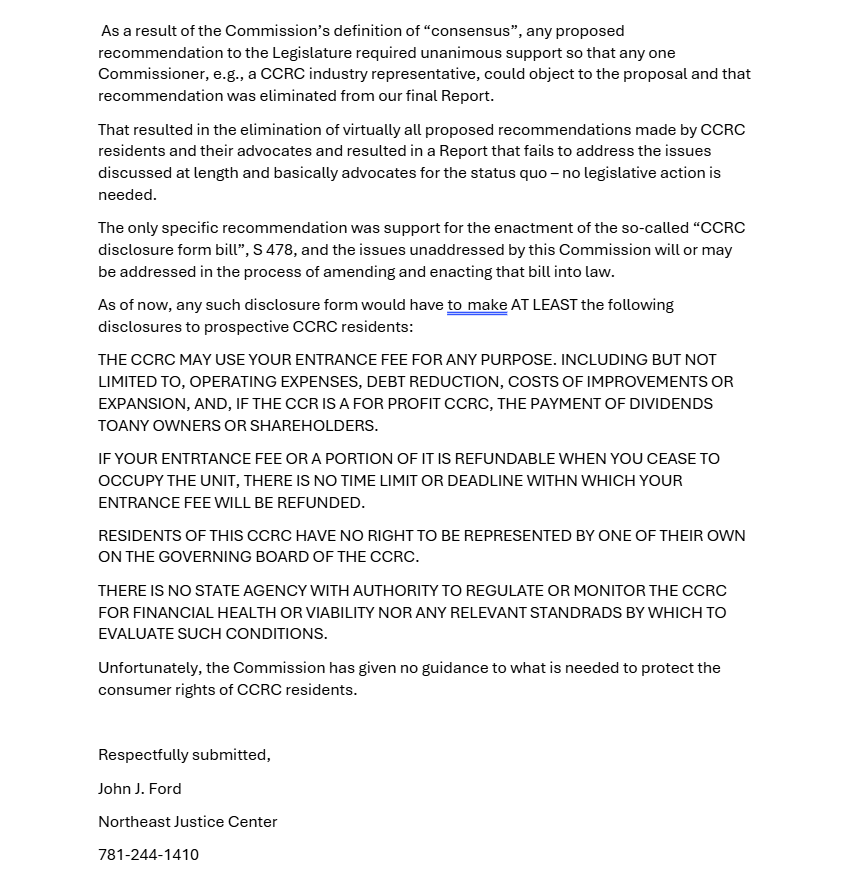 As a result of the Commission’s definition of “consensus”, any proposed
recommendation to the Legislature required unanimous support so that any one
Commissioner, e.g., a CCRC industry representative, could object to the proposal and that
recommendation was eliminated from our final Report.
That resulted in the elimination of virtually all proposed recommendations made by CCRC
residents and their advocates and resulted in a Report that fails to address the issues
discussed at length and basically advocates for the status quo – no legislative action is
needed.
The only specific recommendation was support for the enactment of the so-called “CCRC
disclosure form bill”, S 478, and the issues unaddressed by this Commission will or may
be addressed in the process of amending and enacting that bill into law.
As of now, any such disclosure form would have to make AT LEAST the following
disclosures to prospective CCRC residents:
THE CCRC MAY USE YOUR ENTRANCE FEE FOR ANY PURPOSE. INCLUDING BUT NOT
LIMITED TO, OPERATING EXPENSES, DEBT REDUCTION, COSTS OF IMPROVEMENTS OR
EXPANSION, AND, IF THE CCR IS A FOR PROFIT CCRC, THE PAYMENT OF DIVIDENDS
TOANY OWNERS OR SHAREHOLDERS.
IF YOUR ENTRTANCE FEE OR A PORTION OF IT IS REFUNDABLE WHEN YOU CEASE TO
OCCUPY THE UNIT, THERE IS NO TIME LIMIT OR DEADLINE WITHN WHICH YOUR
ENTRANCE FEE WILL BE REFUNDED.
RESIDENTS OF THIS CCRC HAVE NO RIGHT TO BE REPRESENTED BY ONE OF THEIR OWN
ON THE GOVERNING BOARD OF THE CCRC.
THERE IS NO STATE AGENCY WITH AUTHORITY TO REGULATE OR MONITOR THE CCRC
FOR FINANCIAL HEALTH OR VIABILITY NOR ANY RELEVANT STANDRADS BY WHICH TO
EVALUATE SUCH CONDITIONS.
Unfortunately, the Commission has given no guidance to what is needed to protect the
consumer rights of CCRC residents.
Respectfully submitted,
John J. Ford
Northeast Justice Center
781-244-1410